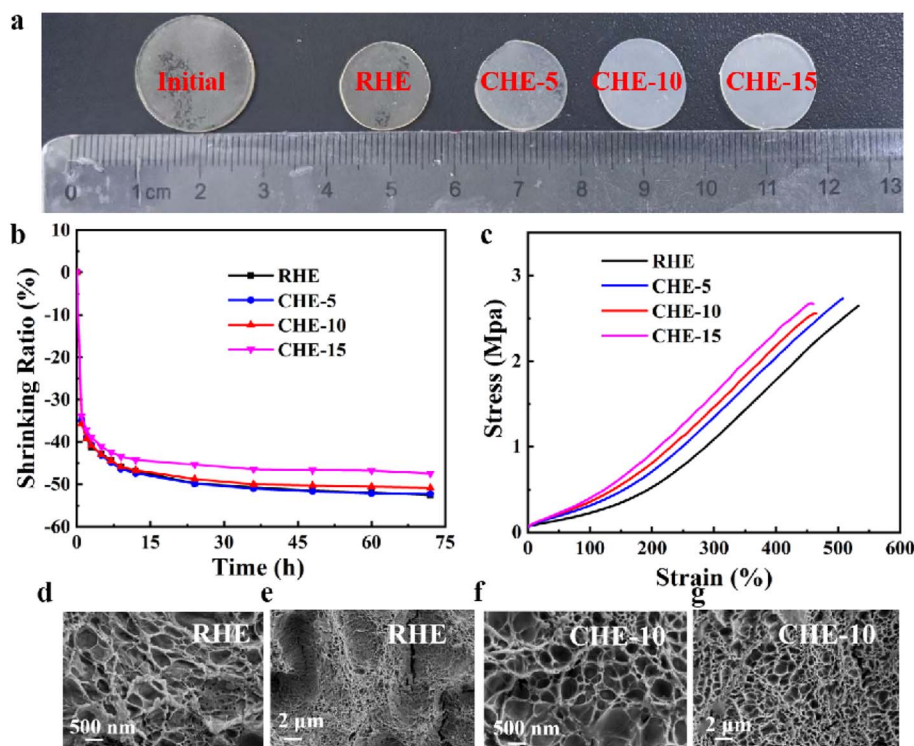 a
Initial
RHE
CHE-5
CHE-10
CHE-15
0 1 cm 2 3 4 5 6 7 8 9 10 11 12 13
b
Shrinking Ratio (%)
10
0
-10
-20
-30
-40
-50
-60
0 15 30 45 60 75
Time (h)
RHE
CHE-5
CHE-10
CHE-15
c
Stress (Mpa)
3
2
1
0
0 100 200 300 400 500 600
Strain (%)
RHE
CHE-5
CHE-10
CHE-15
d
RHE
500 nm
e
RHE
2 µm
f
CHE-10
500 nm
g
CHE-10
2 µm